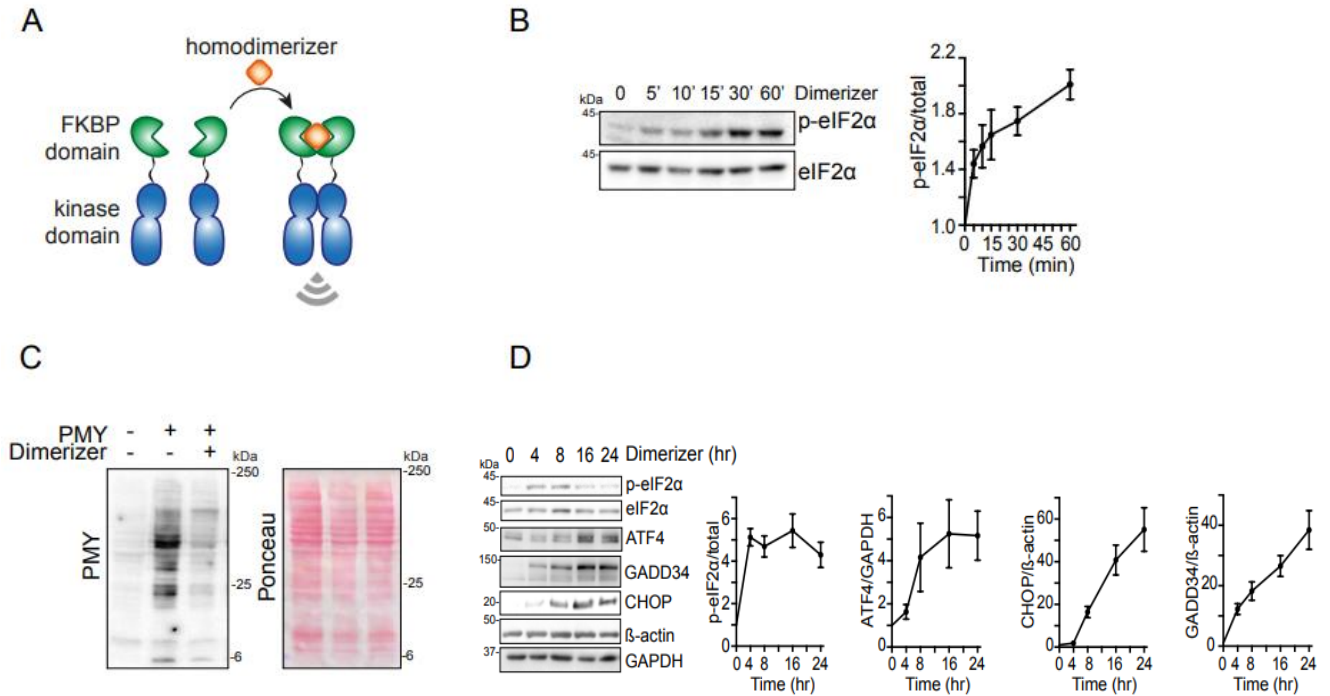 A
homodimerizer
FKBP
domain
kinase
domain
B
kDa
0 5' 10' 15' 30' 60' Dimerizer
45-
p-eIF2α
45-
eIF2α
p-eIF2α/total
2.2
1.8
1.4
1.0
0 15 30 45 60
Time (min)
C
PMY - + +
Dimerizer - - +
kDa
kDa
-250
-250
PMY
Ponceau
-25
-25
-6
-6
D
0 4 8 16 24 Dimerizer (hr)
kDa
45-
p-eIF2α
45-
eIF2α
50-
ATF4
150-
GADD34
20-
CHOP
50-
ß-actin
37-
GAPDH
p-eIF2α/total
6
4
2
0
0 4 8 16 24
Time (hr)
ATF4/GAPDH
6
4
2
0
0 4 8 16 24
Time (hr)
CHOP/ß-actin
60
40
20
0
0 4 8 16 24
Time (hr)
GADD34/ß-actin
40
20
0
0 4 8 16 24
Time (hr)